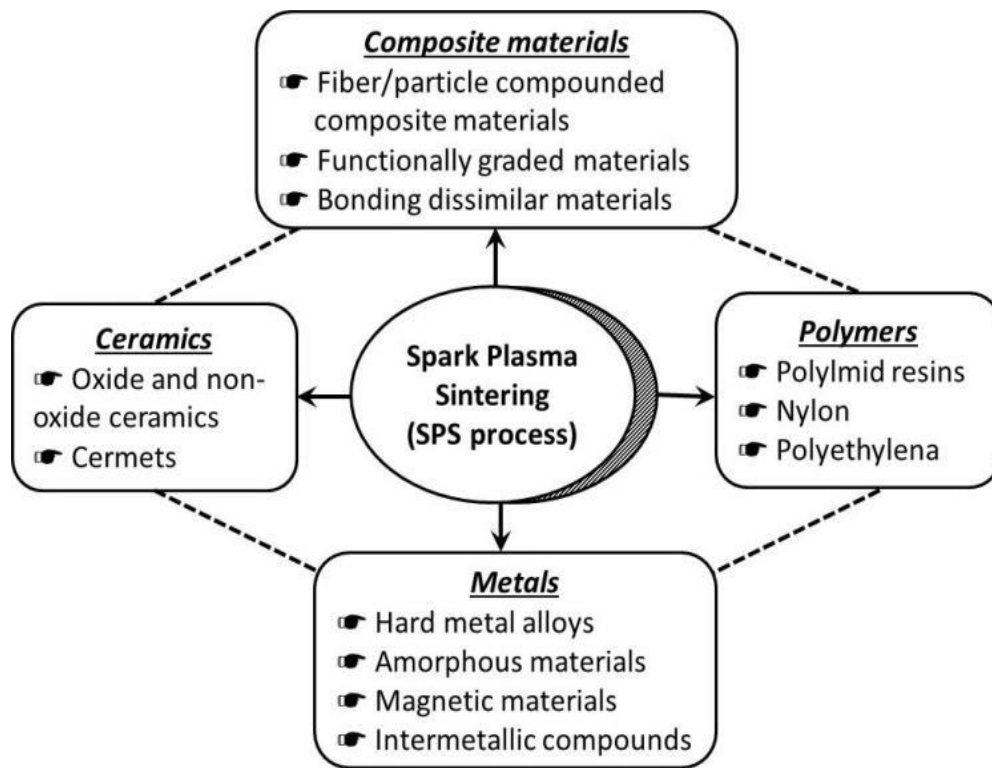 Composite materials
Fiber/particle compounded
composite materials
Functionally graded materials
Bonding dissimilar materials
Ceramics
Oxide and non-
oxide ceramics
Cermets
Spark Plasma
Sintering
(SPS process)
Polymers
Polylmid resins
Nylon
Polyethylena
Metals
Hard metal alloys
Amorphous materials
Magnetic materials
Intermetallic compounds